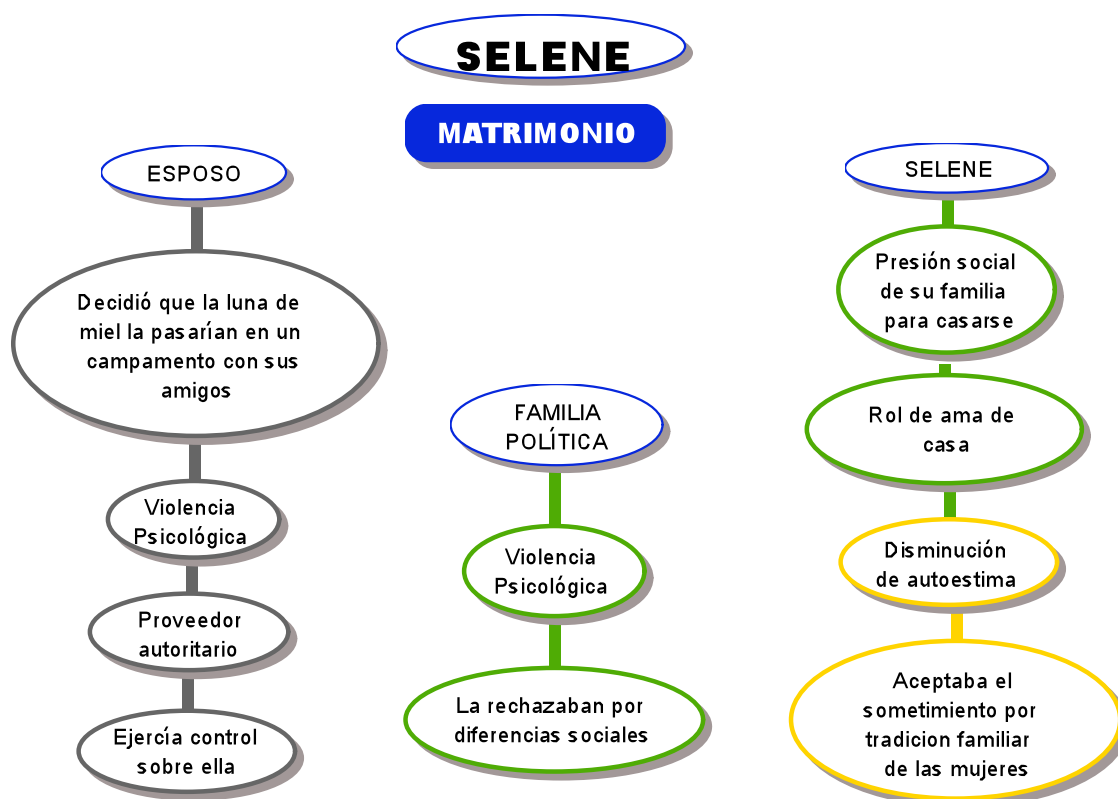 SELENE
MATRIMONIO
ESPOSO
Decidió que la luna de
miel la pasarían en un
campamento con sus
amigos
Violencia
Psicológica
Proveedor
autoritario
Ejercía control
sobre ella
FAMILIA
POLÍTICA
Violencia
Psicológica
La rechazaban por
diferencias sociales
SELENE
Presión social
de su familia
para casarse
Rol de ama de
casa
Disminución
de autoestima
Aceptaba el
sometimiento por
tradicion familiar
de las mujeres